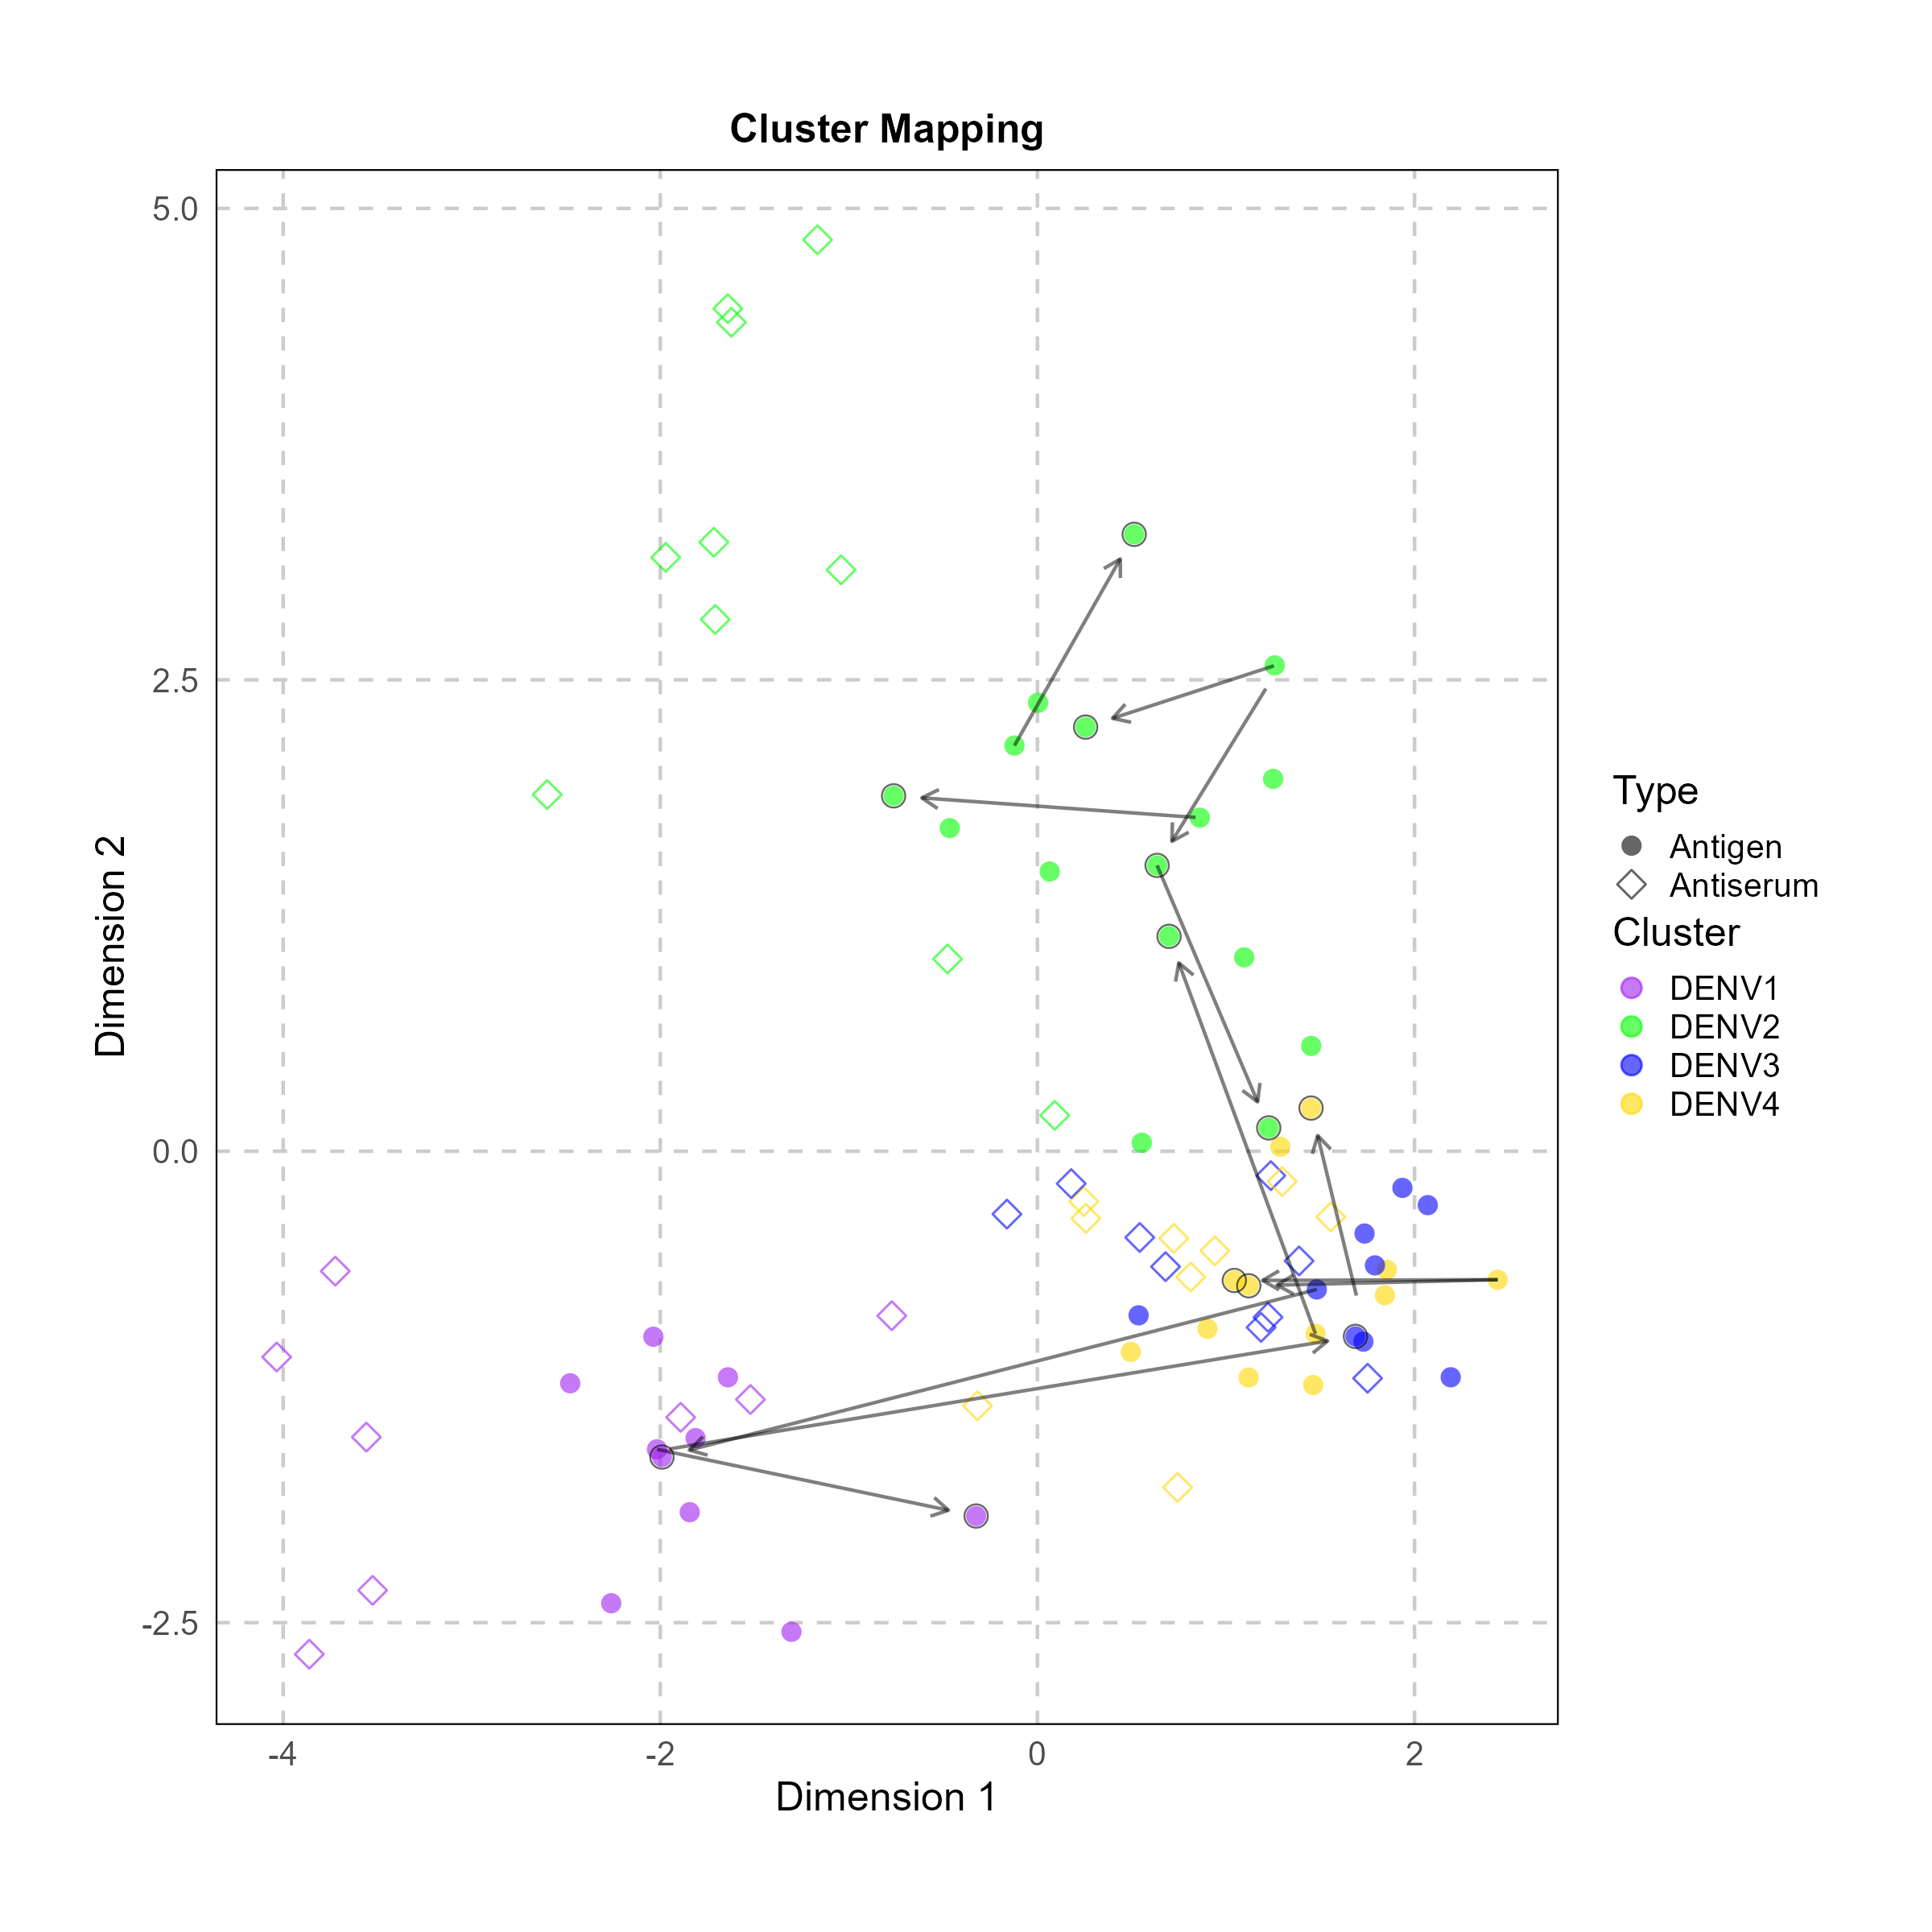 Cluster Mapping
5.0
2.5
0.0
-2.5
Dimension 2
-4
-2
0
2
Dimension 1
Type
Antigen
Antiserum
Cluster
DENV1
DENV2
DENV3
DENV4